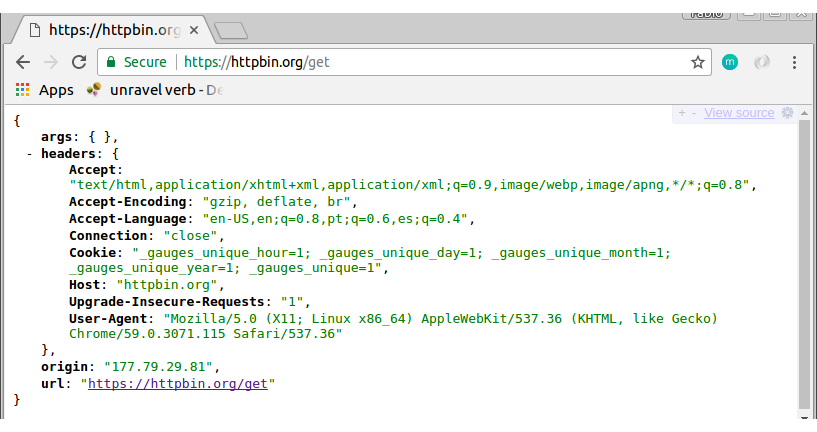 Fabio
https://httpbin.org
Secure https://httpbin.org/get
m
Apps unravel verb - De
+ - View source
{
args: { },
- headers: {
Accept:
"text/html,application/xhtml+xml,application/xml;q=0.9,image/webp,image/apng,*/*;q=0.8",
Accept-Encoding: "gzip, deflate, br",
Accept-Language: "en-US,en;q=0.8,pt;q=0.6,es;q=0.4",
Connection: "close",
Cookie: "_gauges_unique_hour=1; _gauges_unique_day=1; _gauges_unique_month=1;
_gauges_unique_year=1; _gauges_unique=1",
Host: "httpbin.org",
Upgrade-Insecure-Requests: "1",
User-Agent: "Mozilla/5.0 (X11; Linux x86_64) AppleWebKit/537.36 (KHTML, like Gecko)
Chrome/59.0.3071.115 Safari/537.36"
},
origin: "177.79.29.81",
url: "https://httpbin.org/get"
}